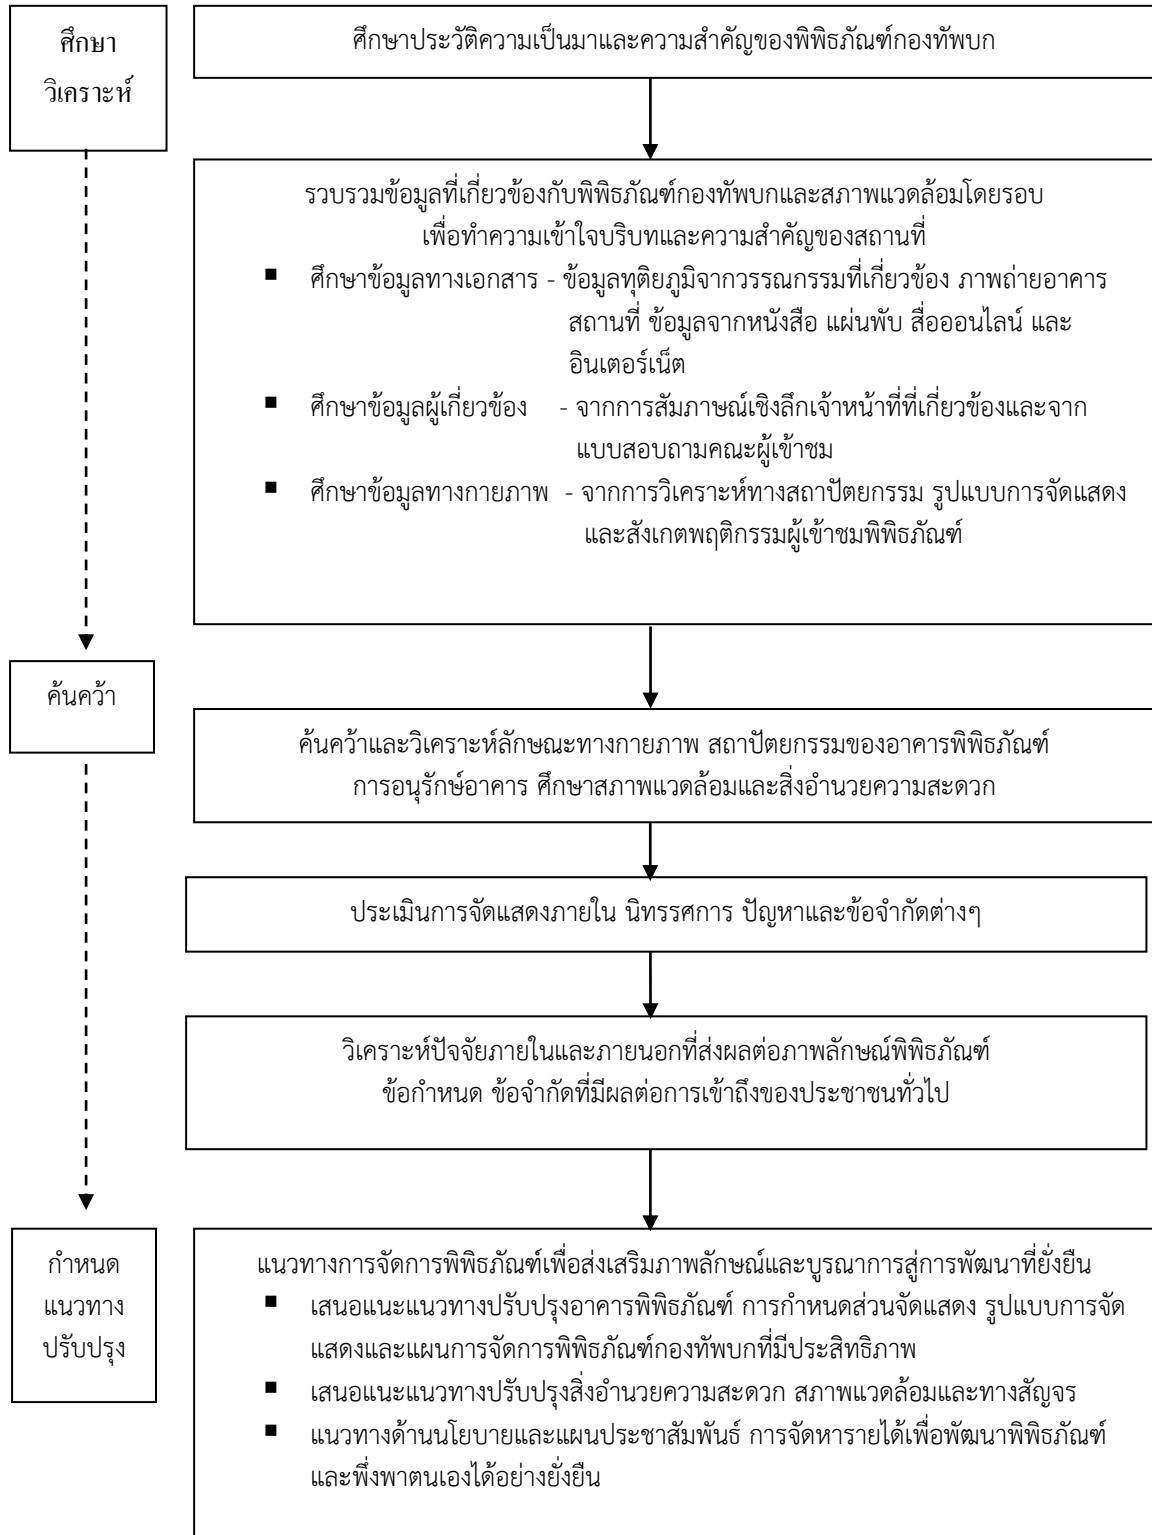 ศึกษา
วิเคราะห์
ศึกษาประวัติความเป็นมาและความสำคัญของพิพิธภัณฑ์กองทัพบก
รวบรวมข้อมูลที่เกี่ยวข้องกับพิพิธภัณฑ์กองทัพบกและสภาพแวดล้อมโดยรอบ
เพื่อทำความเข้าใจบริบทและความสำคัญของสถานที่
▪ ศึกษาข้อมูลทางเอกสาร - ข้อมูลทุติยภูมิจากวรรณกรรมที่เกี่ยวข้อง ภาพถ่ายอาคาร
สถานที่ ข้อมูลจากหนังสือ แผ่นพับ สื่อออนไลน์ และ
อินเตอร์เน็ต
▪ ศึกษาข้อมูลผู้เกี่ยวข้อง - จากการสัมภาษณ์เชิงลึกเจ้าหน้าที่ที่เกี่ยวข้องและจาก
แบบสอบถามคณะผู้เข้าชม
▪ ศึกษาข้อมูลทางกายภาพ - จากการวิเคราะห์ทางสถาปัตยกรรม รูปแบบการจัดแสดง
และสังเกตพฤติกรรมผู้เข้าชมพิพิธภัณฑ์
ค้นคว้า
ค้นคว้าและวิเคราะห์ลักษณะทางกายภาพ สถาปัตยกรรมของอาคารพิพิธภัณฑ์
การอนุรักษ์อาคาร ศึกษาสภาพแวดล้อมและสิ่งอำนวยความสะดวก
ประเมินการจัดแสดงภายใน นิทรรศการ ปัญหาและข้อจำกัดต่างๆ
วิเคราะห์ปัจจัยภายในและภายนอกที่ส่งผลต่อภาพลักษณ์พิพิธภัณฑ์
ข้อกำหนด ข้อจำกัดที่มีผลต่อการเข้าถึงของประชาชนทั่วไป
กำหนด
แนวทาง
ปรับปรุง
แนวทางการจัดการพิพิธภัณฑ์เพื่อส่งเสริมภาพลักษณ์และบูรณาการสู่การพัฒนาที่ยั่งยืน
▪ เสนอแนะแนวทางปรับปรุงอาคารพิพิธภัณฑ์ การกำหนดส่วนจัดแสดง รูปแบบการจัด
แสดงและแผนการจัดการพิพิธภัณฑ์กองทัพบกที่มีประสิทธิภาพ
▪ เสนอแนะแนวทางปรับปรุงสิ่งอำนวยความสะดวก สภาพแวดล้อมและทางสัญจร
▪ แนวทางด้านนโยบายและแผนประชาสัมพันธ์ การจัดหารายได้เพื่อพัฒนาพิพิธภัณฑ์
และพึ่งพาตนเองได้อย่างยั่งยืน